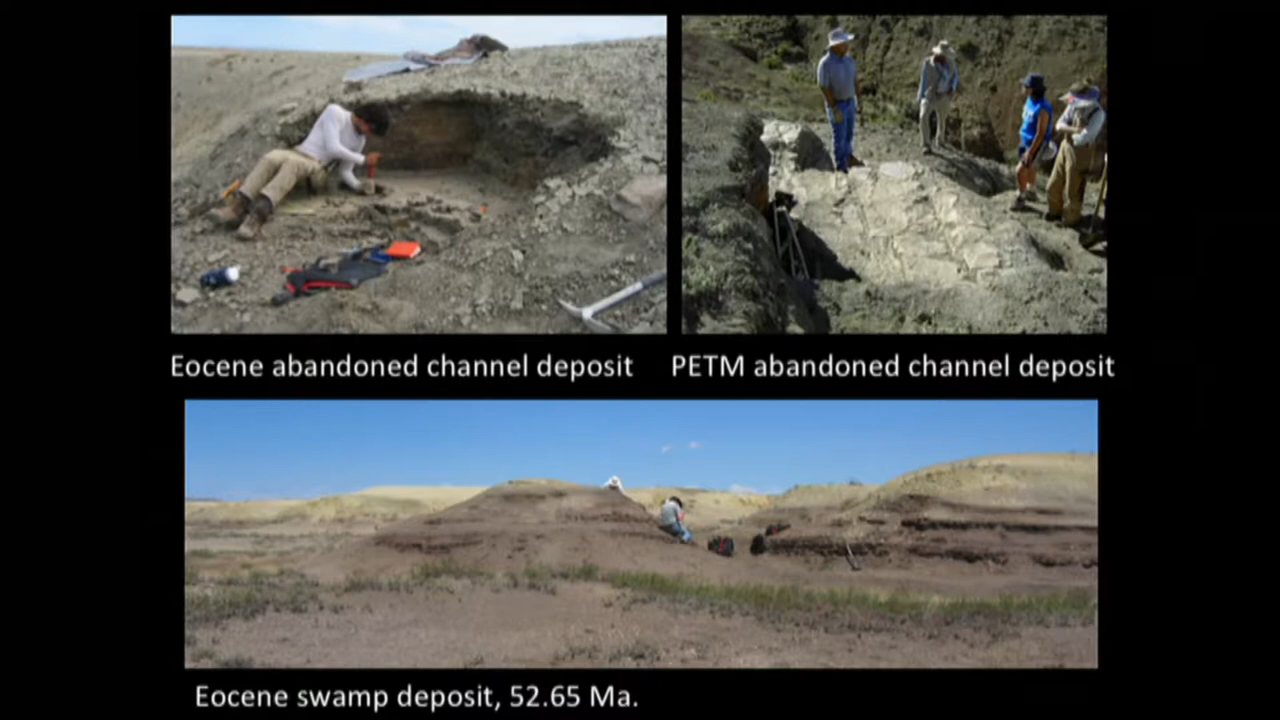 Eocene abandoned channel deposit
PETM abandoned channel deposit
Eocene swamp deposit, 52.65 Ma.